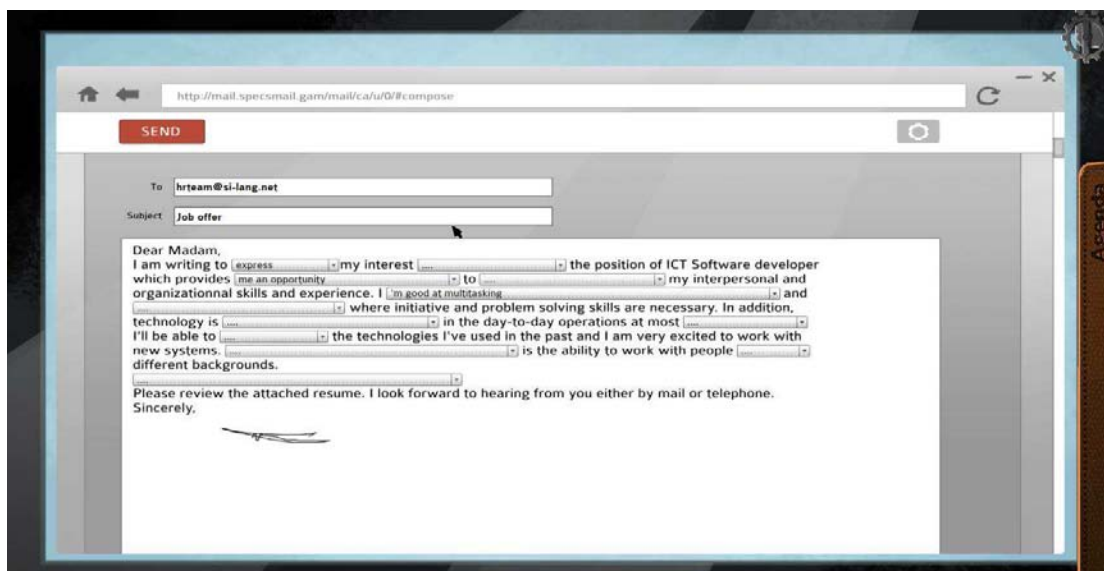 http://mail.specsmail.gam/mail/ca/u/0/#compose
SEND
To hrteam@si-lang.net
Subject Job offer
Dear Madam,
I am writing to express my interest .... the position of ICT Software developer
which provides me an opportunity to .... my interpersonal and
organizationnal skills and experience. I 'm good at multitasking and
.... where initiative and problem solving skills are necessary. In addition,
technology is .... in the day-to-day operations at most ....
I'll be able to .... the technologies I've used in the past and I am very excited to work with
new systems. .... is the ability to work with people ....
different backgrounds.
....
Please review the attached resume. I look forward to hearing from you either by mail or telephone.
Sincerely,
Agenda